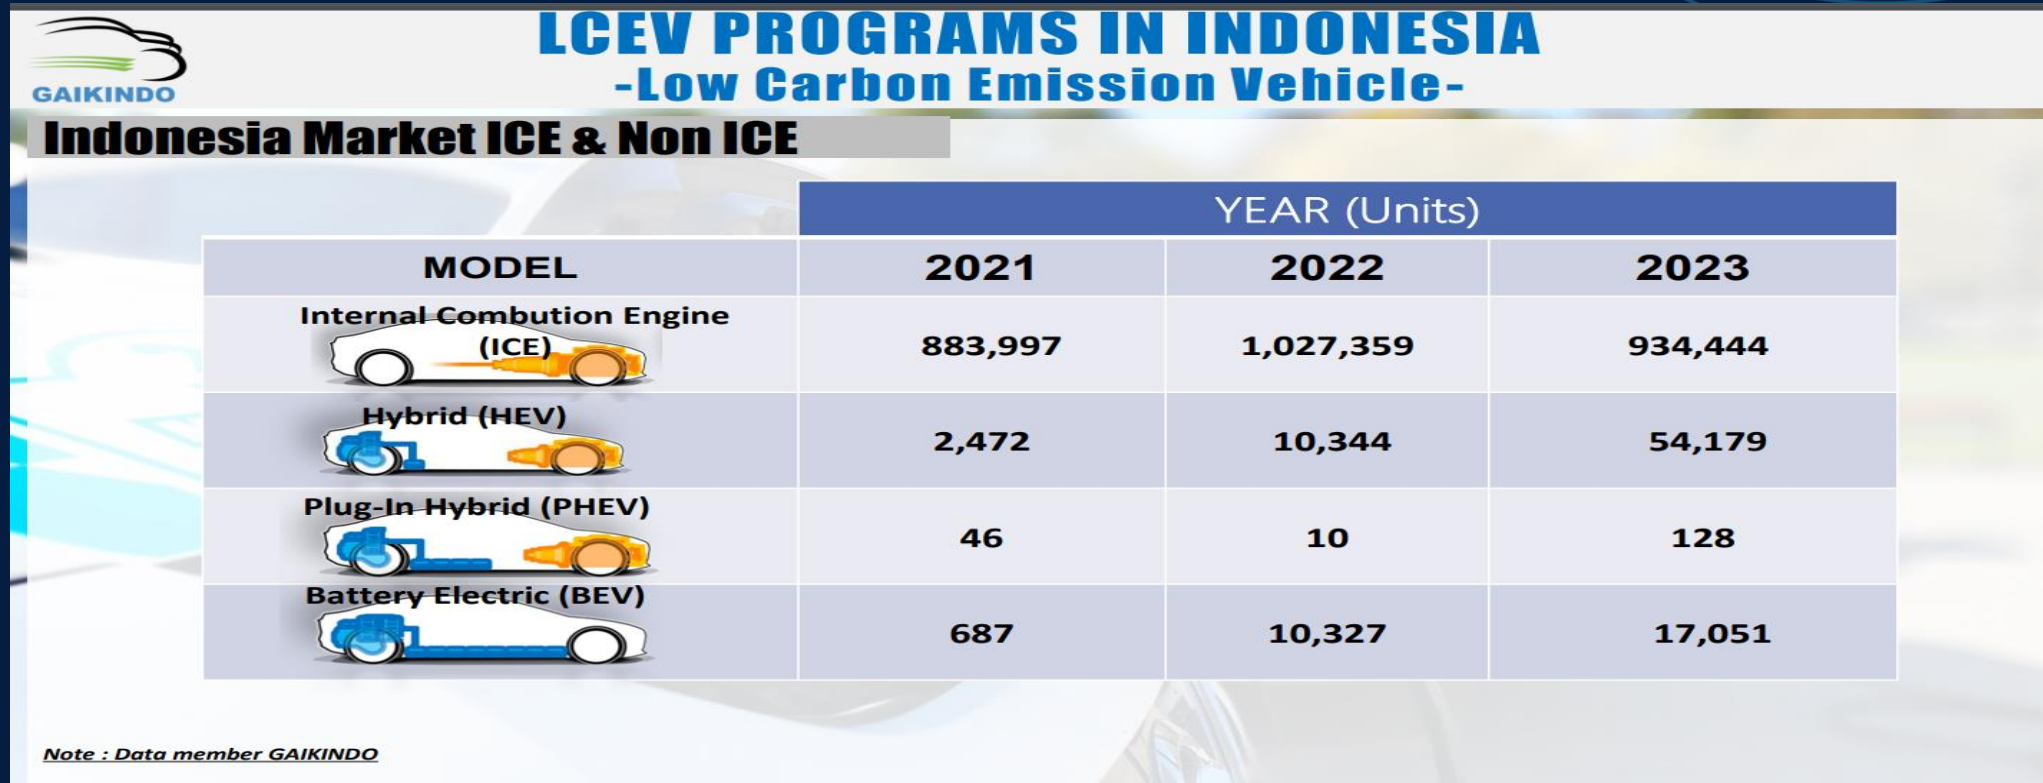 GAIKINDO
LCEV PROGRAMS IN INDONESIA
-Low Carbon Emission Vehicle-
Indonesia Market ICE & Non ICE
YEAR (Units)
MODEL 2021 2022 2023
Internal Combution Engine
(ICE) 883,997 1,027,359 934,444
Hybrid (HEV) 2,472 10,344 54,179
Plug-In Hybrid (PHEV) 46 10 128
Battery Electric (BEV) 687 10,327 17,051
Note : Data member GAIKINDO